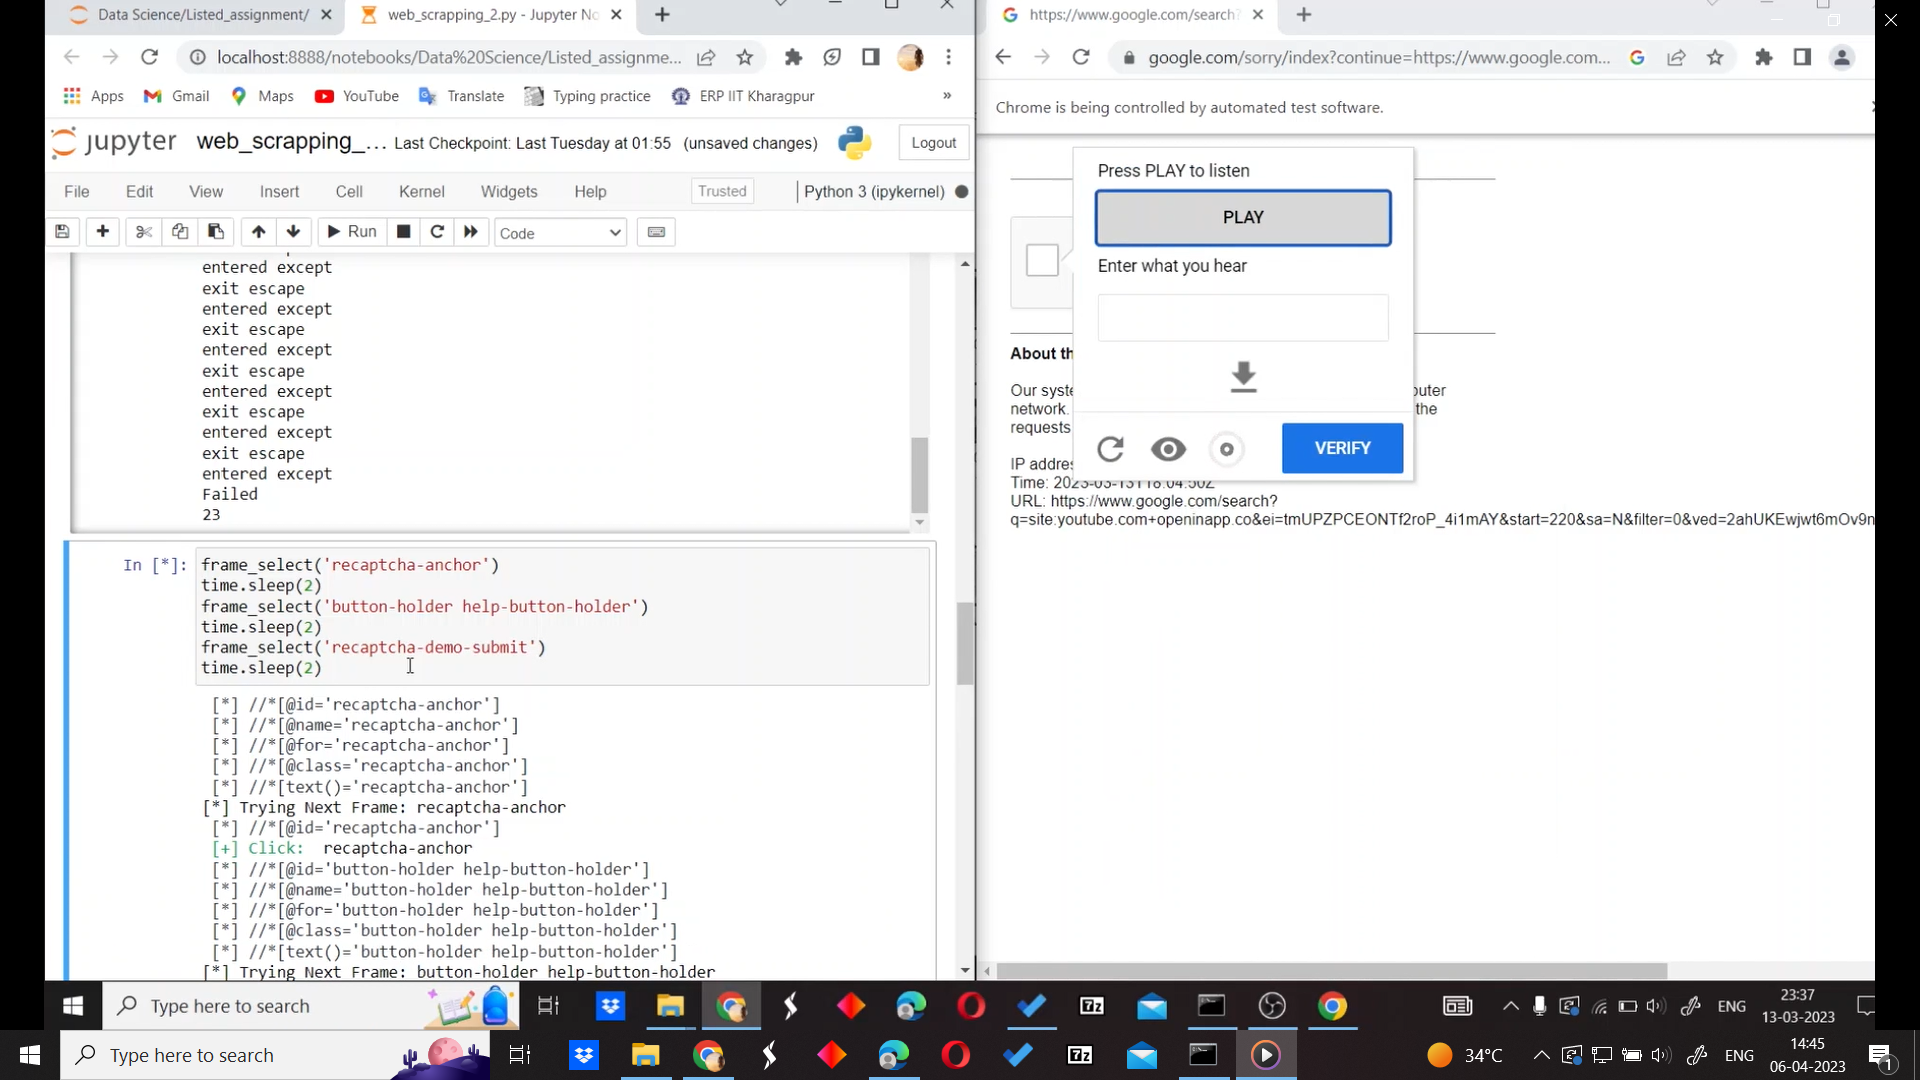 Data Science/Listed_assignment/
web_scrapping_2.py - Jupyter No
localhost:8888/notebooks/Data%20Science/Listed_assignme...
Apps
Gmail
Maps
YouTube
Translate
Typing practice
ERP IIT Kharagpur
»
jupyter
web_scrapping_...
Last Checkpoint: Last Tuesday at 01:55
(unsaved changes)
Logout
File
Edit
View
Insert
Cell
Kernel
Widgets
Help
Trusted
Python 3 (ipykernel)
Run
Code
entered except
exit escape
entered except
exit escape
entered except
exit escape
entered except
exit escape
entered except
exit escape
entered except
Failed
23
In [*]:
frame_select('recaptcha-anchor')
time.sleep(2)
frame_select('button-holder help-button-holder')
time.sleep(2)
frame_select('recaptcha-demo-submit')
time.sleep(2)
[*] //*[@id='recaptcha-anchor']
[*] //*[@name='recaptcha-anchor']
[*] //*[@for='recaptcha-anchor']
[*] //*[@class='recaptcha-anchor']
[*] //*[text()='recaptcha-anchor']
[*] Trying Next Frame: recaptcha-anchor
[*] //*[@id='recaptcha-anchor']
[+] Click:  recaptcha-anchor
[*] //*[@id='button-holder help-button-holder']
[*] //*[@name='button-holder help-button-holder']
[*] //*[@for='button-holder help-button-holder']
[*] //*[@class='button-holder help-button-holder']
[*] //*[text()='button-holder help-button-holder']
[*] Trying Next Frame: button-holder help-button-holder
https://www.google.com/search?
google.com/sorry/index?continue=https://www.google.com...
Chrome is being controlled by automated test software.
Press PLAY to listen
PLAY
Enter what you hear
VERIFY
About th
Our syste
puter
network.
the
requests
IP addre
Time: 2023-03-13T18:04:50Z
URL: https://www.google.com/search?
q=site:youtube.com+openinapp.co&ei=tmUPZPCEONTf2roP_4i1mAY&start=220&sa=N&filter=0&ved=2ahUKEwjwt6mOv9n
Type here to search
7z
ENG
23:37
13-03-2023
Type here to search
7z
34°C
ENG
14:45
06-04-2023
1